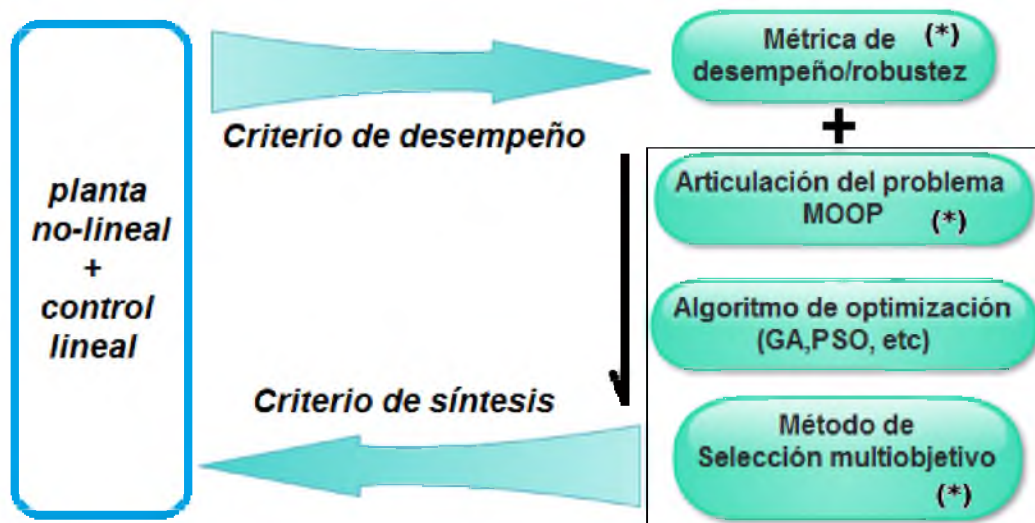 planta
no-lineal
+
control
lineal
Criterio de desempeño
Métrica de (*)
desempeño/robustez
+
Articulación del problema
MOOP (*)
Algoritmo de optimización
(GA,PSO, etc)
Criterio de síntesis
Método de
Selección multiobjetivo
(*)